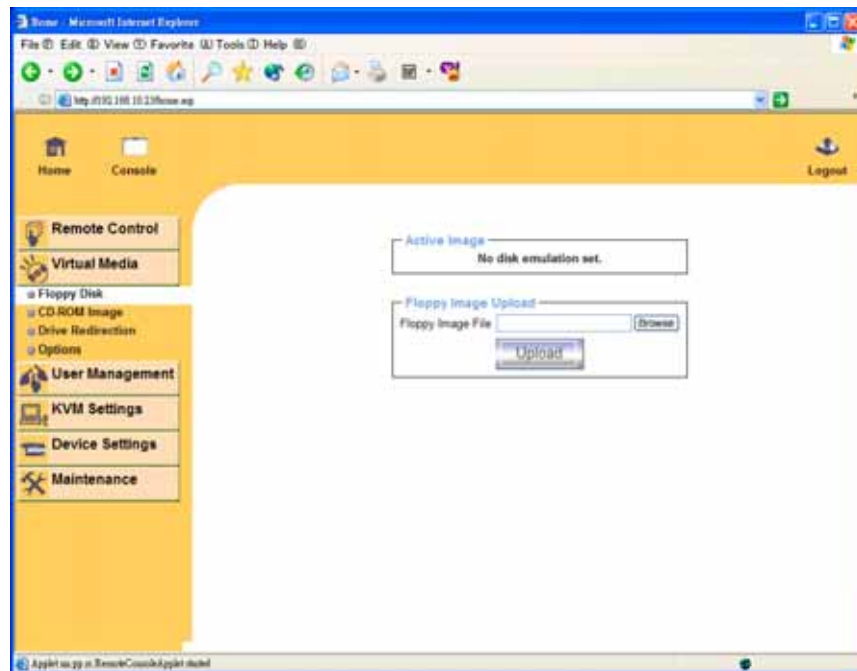 Home - Microsoft Internet Explorer
File Edit View Favorite Tools Help
Home
Console
Logout
Remote Control
Virtual Media
Floppy Disk
CD-ROM Image
Drive Redirection
Options
User Management
KVM Settings
Device Settings
Maintenance
Active Image
No disk emulation set.
Floppy Image Upload
Floppy Image File
Browse
Upload